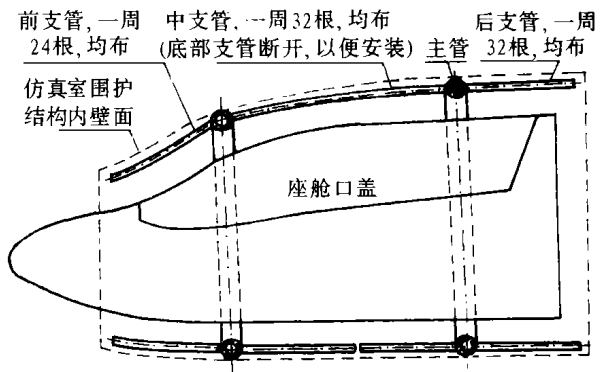 前支管, 一周
24根, 均布
中支管, 一周32根, 均布
(底部支管断开, 以便安装)
主管
后支管, 一周
32根, 均布
仿真室围护
结构内壁面
座舱口盖